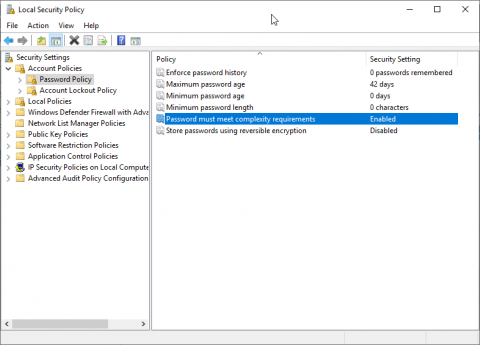 Local Security Policy
File Action View Help
Security Settings
Account Policies
Password Policy
Account Lockout Policy
Local Policies
Windows Defender Firewall with Adva
Network List Manager Policies
Public Key Policies
Software Restriction Policies
Application Control Policies
IP Security Policies on Local Compute
Advanced Audit Policy Configuration
Policy Security Setting
Enforce password history 0 passwords remembered
Maximum password age 42 days
Minimum password age 0 days
Minimum password length 0 characters
Password must meet complexity requirements Enabled
Store passwords using reversible encryption Disabled